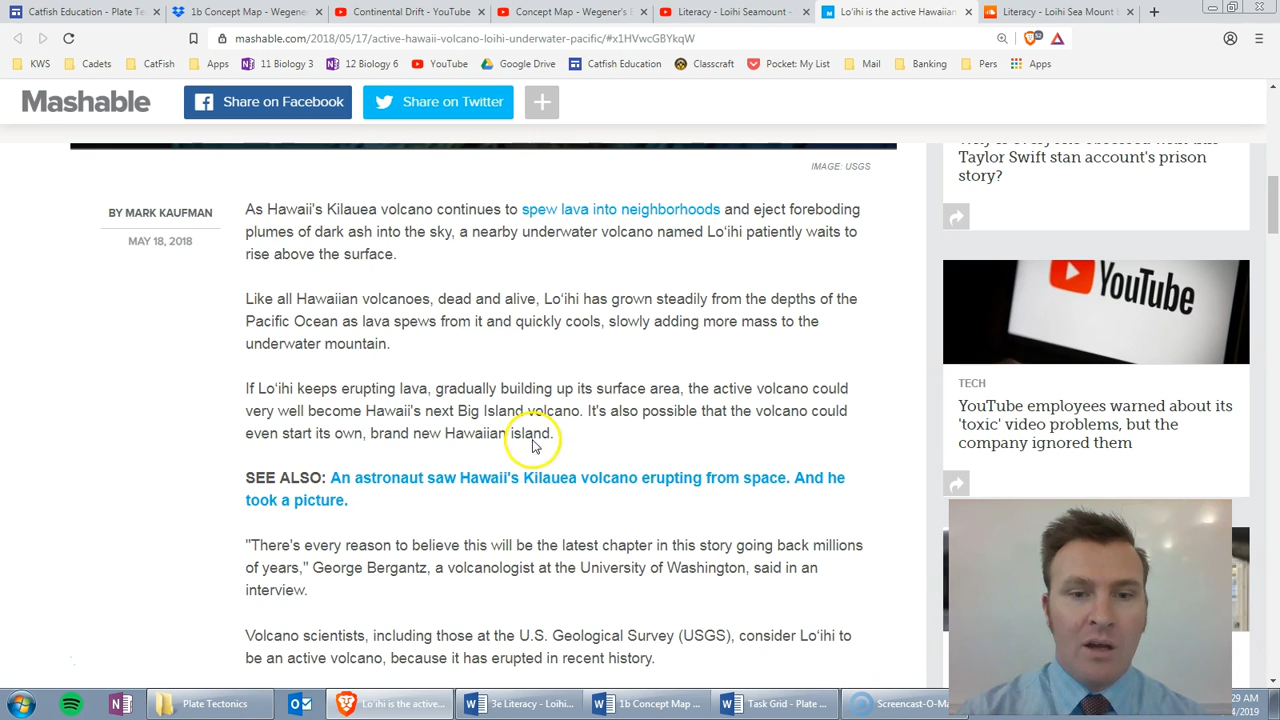 Catfish Education - Plate Te
1b Concept Map - Wegener's
Continental Drift - YouTube
Concept Map - Wegener's E
Literacy - Loihi Seamount -
Lo'ihi is the active Hawaiian
Literacy - Loihi Sea Mount b
mashable.com/2018/05/17/active-hawaii-volcano-loihi-underwater-pacific/#x1HVwcGBYkqW
KWS Cadets CatFish Apps 11 Biology 3 12 Biology 6 YouTube Google Drive Catfish Education Classcraft Pocket: My List Mail Banking Pers Apps
Mashable
Share on Facebook
Share on Twitter
IMAGE: USGS
BY MARK KAUFMAN
MAY 18, 2018
As Hawaii's Kilauea volcano continues to spew lava into neighborhoods and eject foreboding
plumes of dark ash into the sky, a nearby underwater volcano named Lo'ihi patiently waits to
rise above the surface.
Like all Hawaiian volcanoes, dead and alive, Lo'ihi has grown steadily from the depths of the
Pacific Ocean as lava spews from it and quickly cools, slowly adding more mass to the
underwater mountain.
If Lo'ihi keeps erupting lava, gradually building up its surface area, the active volcano could
very well become Hawaii's next Big Island volcano. It's also possible that the volcano could
even start its own, brand new Hawaiian island.
SEE ALSO: An astronaut saw Hawaii's Kilauea volcano erupting from space. And he
took a picture.
"There's every reason to believe this will be the latest chapter in this story going back millions
of years," George Bergantz, a volcanologist at the University of Washington, said in an
interview.
Volcano scientists, including those at the U.S. Geological Survey (USGS), consider Lo'ihi to
be an active volcano, because it has erupted in recent history.
Taylor Swift stan account's prison
story?
YouTube
TECH
YouTube employees warned about its
'toxic' video problems, but the
company ignored them
Plate Tectonics
Lo'ihi is the active...
3e Literacy - Loihi...
1b Concept Map ...
Task Grid - Plate ...
Screencast-O-Ma
:29 AM
4/2019